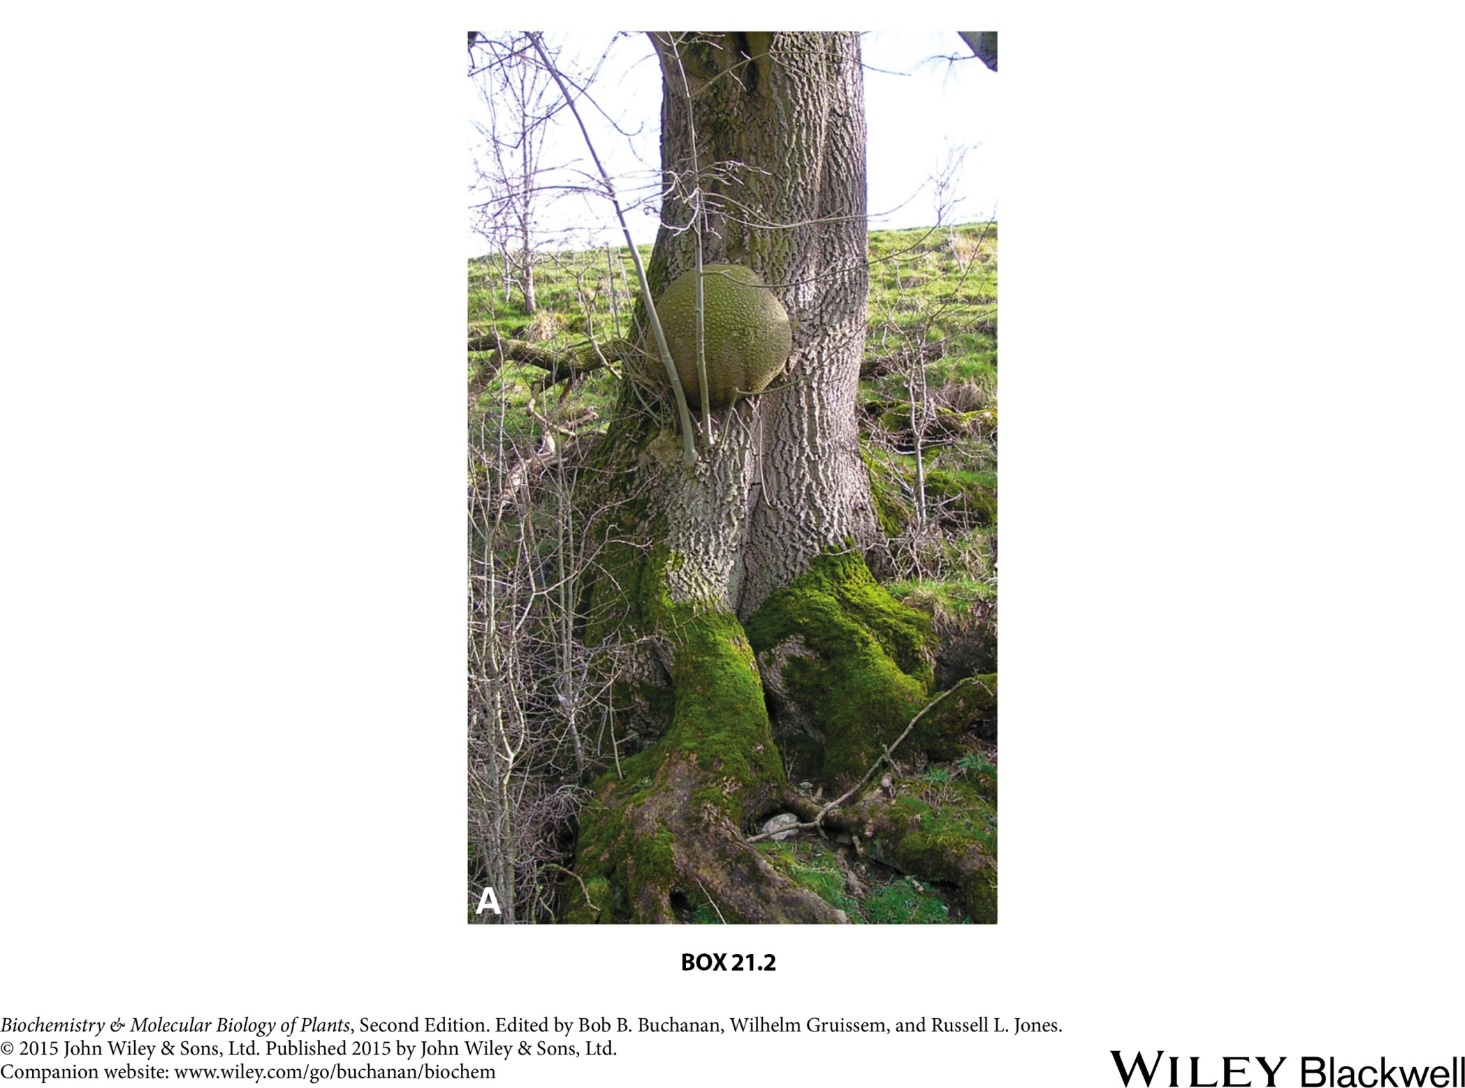 A
BOX 21.2
Biochemistry & Molecular Biology of Plants, Second Edition. Edited by Bob B. Buchanan, Wilhelm Gruissem, and Russell L. Jones.
© 2015 John Wiley & Sons, Ltd. Published 2015 by John Wiley & Sons, Ltd.
Companion website: www.wiley.com/go/buchanan/biochem
WILEY Blackwell